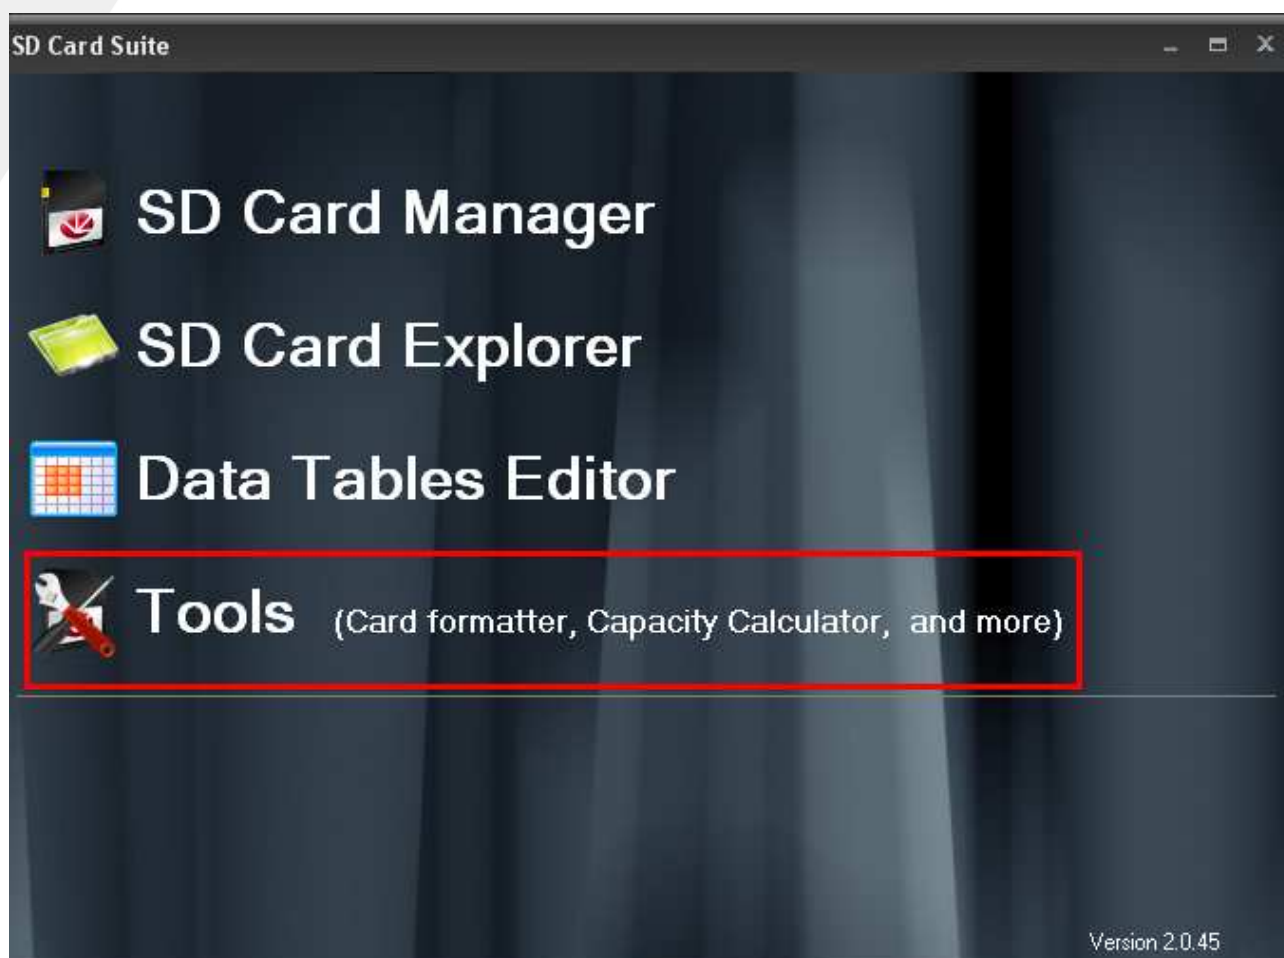 SD Card Suite
SD Card Manager
SD Card Explorer
Data Tables Editor
Tools (Card formatter, Capacity Calculator, and more)
Version 2.0.45